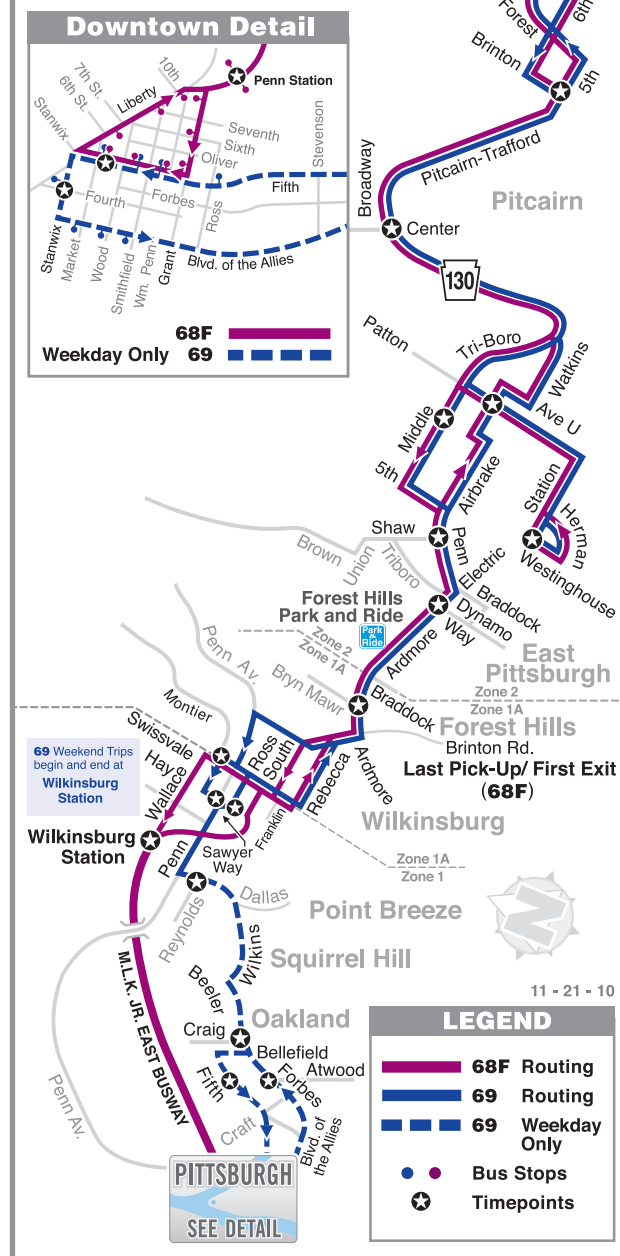 Downtown Detail
10th
7th St.
6th St.
Liberty
Penn Station
Stanwix
Seventh
Sixth
Oliver
Stevenson
Fifth
Fourth
Forbes
Ross
Stanwix
Market
Wood
Smithfield
Wm. Penn
Grant
Blvd. of the Allies
68F
Weekday Only 69
Forest
6th
Brinton
5th
Pitcairn-Trafford
Broadway
Pitcairn
Center
130
Tri-Boro
Patton
Watkins
Middle
Ave U
5th
Airbrake
Station
Herman
Westinghouse
Shaw
Penn
Brown
Union
Triboro
Electric
Braddock
Dynamo
Way
Forest Hills
Park and Ride
Park
&
Ride
Zone 2
Zone 1A
Ardmore
East
Pittsburgh
Penn Av.
Bryn Mawr
Zone 2
Zone 1A
Braddock
Forest Hills
Brinton Rd.
Last Pick-Up/ First Exit
(68F)
Montier
Swissvale
Hay
Wallace
Ross
South
Rebecca
Ardmore
69 Weekend Trips
begin and end at
Wilkinsburg
Station
Franklin
Wilkinsburg
Wilkinsburg
Station
Sawyer
Way
Penn
Zone 1A
Zone 1
Reynolds
Dallas
Point Breeze
N
Wilkins
Squirrel Hill
Beeler
M.L.K. JR. EAST BUSWAY
11 - 21 - 10
Craig
Oakland
Bellefield
Atwood
Fifth
Forbes
Craft
Blvd. of
the Allies
Penn Av.
PITTSBURGH
SEE DETAIL
LEGEND
68F Routing
69 Routing
69 Weekday
Only
Bus Stops
Timepoints